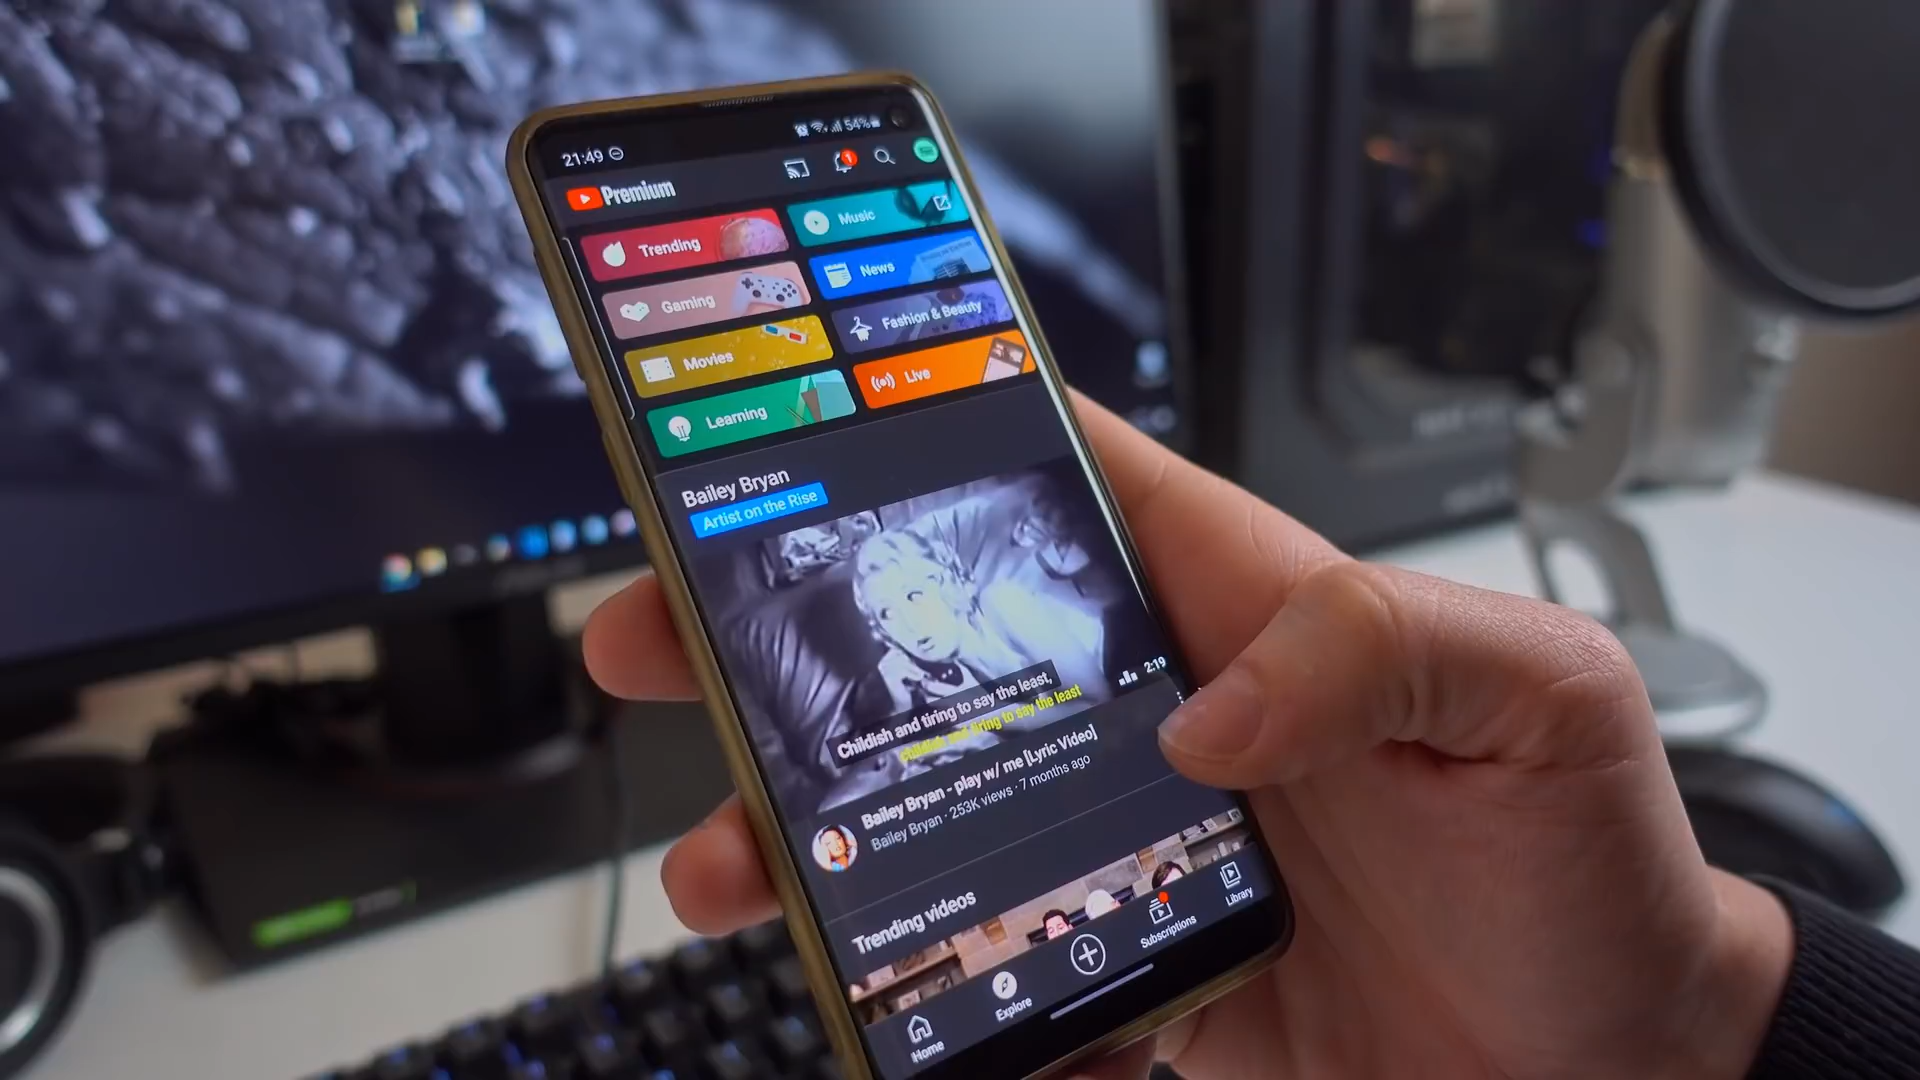 21:49 54%
Premium 1
Trending
Music
Gaming
News
Movies
Fashion & Beauty
Learning
Live
Bailey Bryan
Artist on the Rise
Childish and tiring to say the least,
childish and tiring to say the least
2:19
Bailey Bryan - play w/ me [Lyric Video]
Bailey Bryan · 253K views · 7 months ago
Trending videos
Home
Explore
Subscriptions
Library